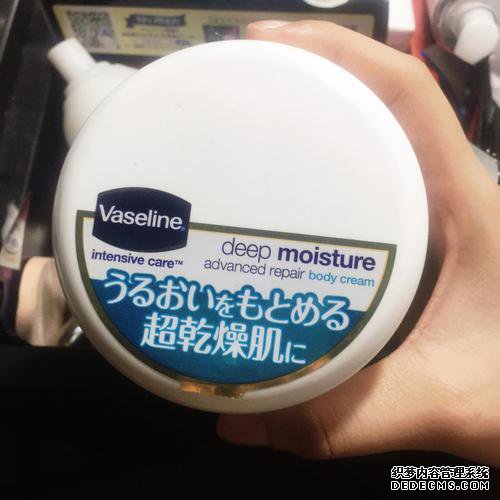 Vaseline®
intensive care™
deep moisture
advanced repair body cream
うるおいをもとめる
超乾燥肌に
织梦内容管理系统
DEDECMS.COM